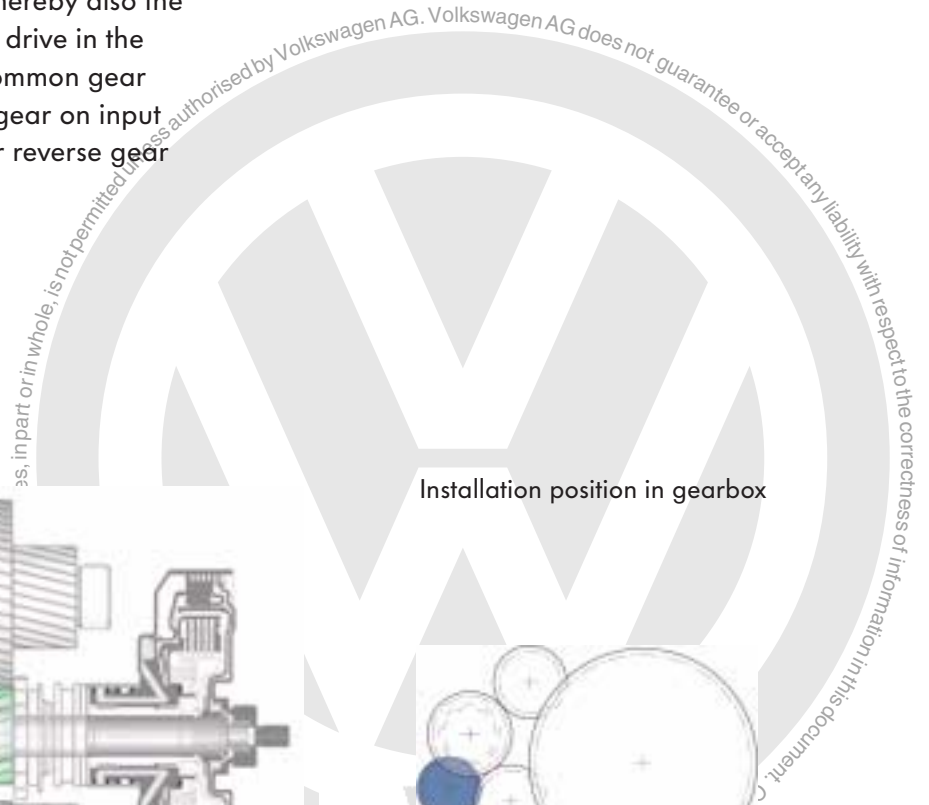 hereby also the
drive in the
ommon gear
gear on input
r reverse gear
es, in part or in whole, is not permitted unless authorised by Volkswagen AG. Volkswagen AG does not guarantee or accept any liability with respect to the correctness of information in this document.
Installation position in gearbox